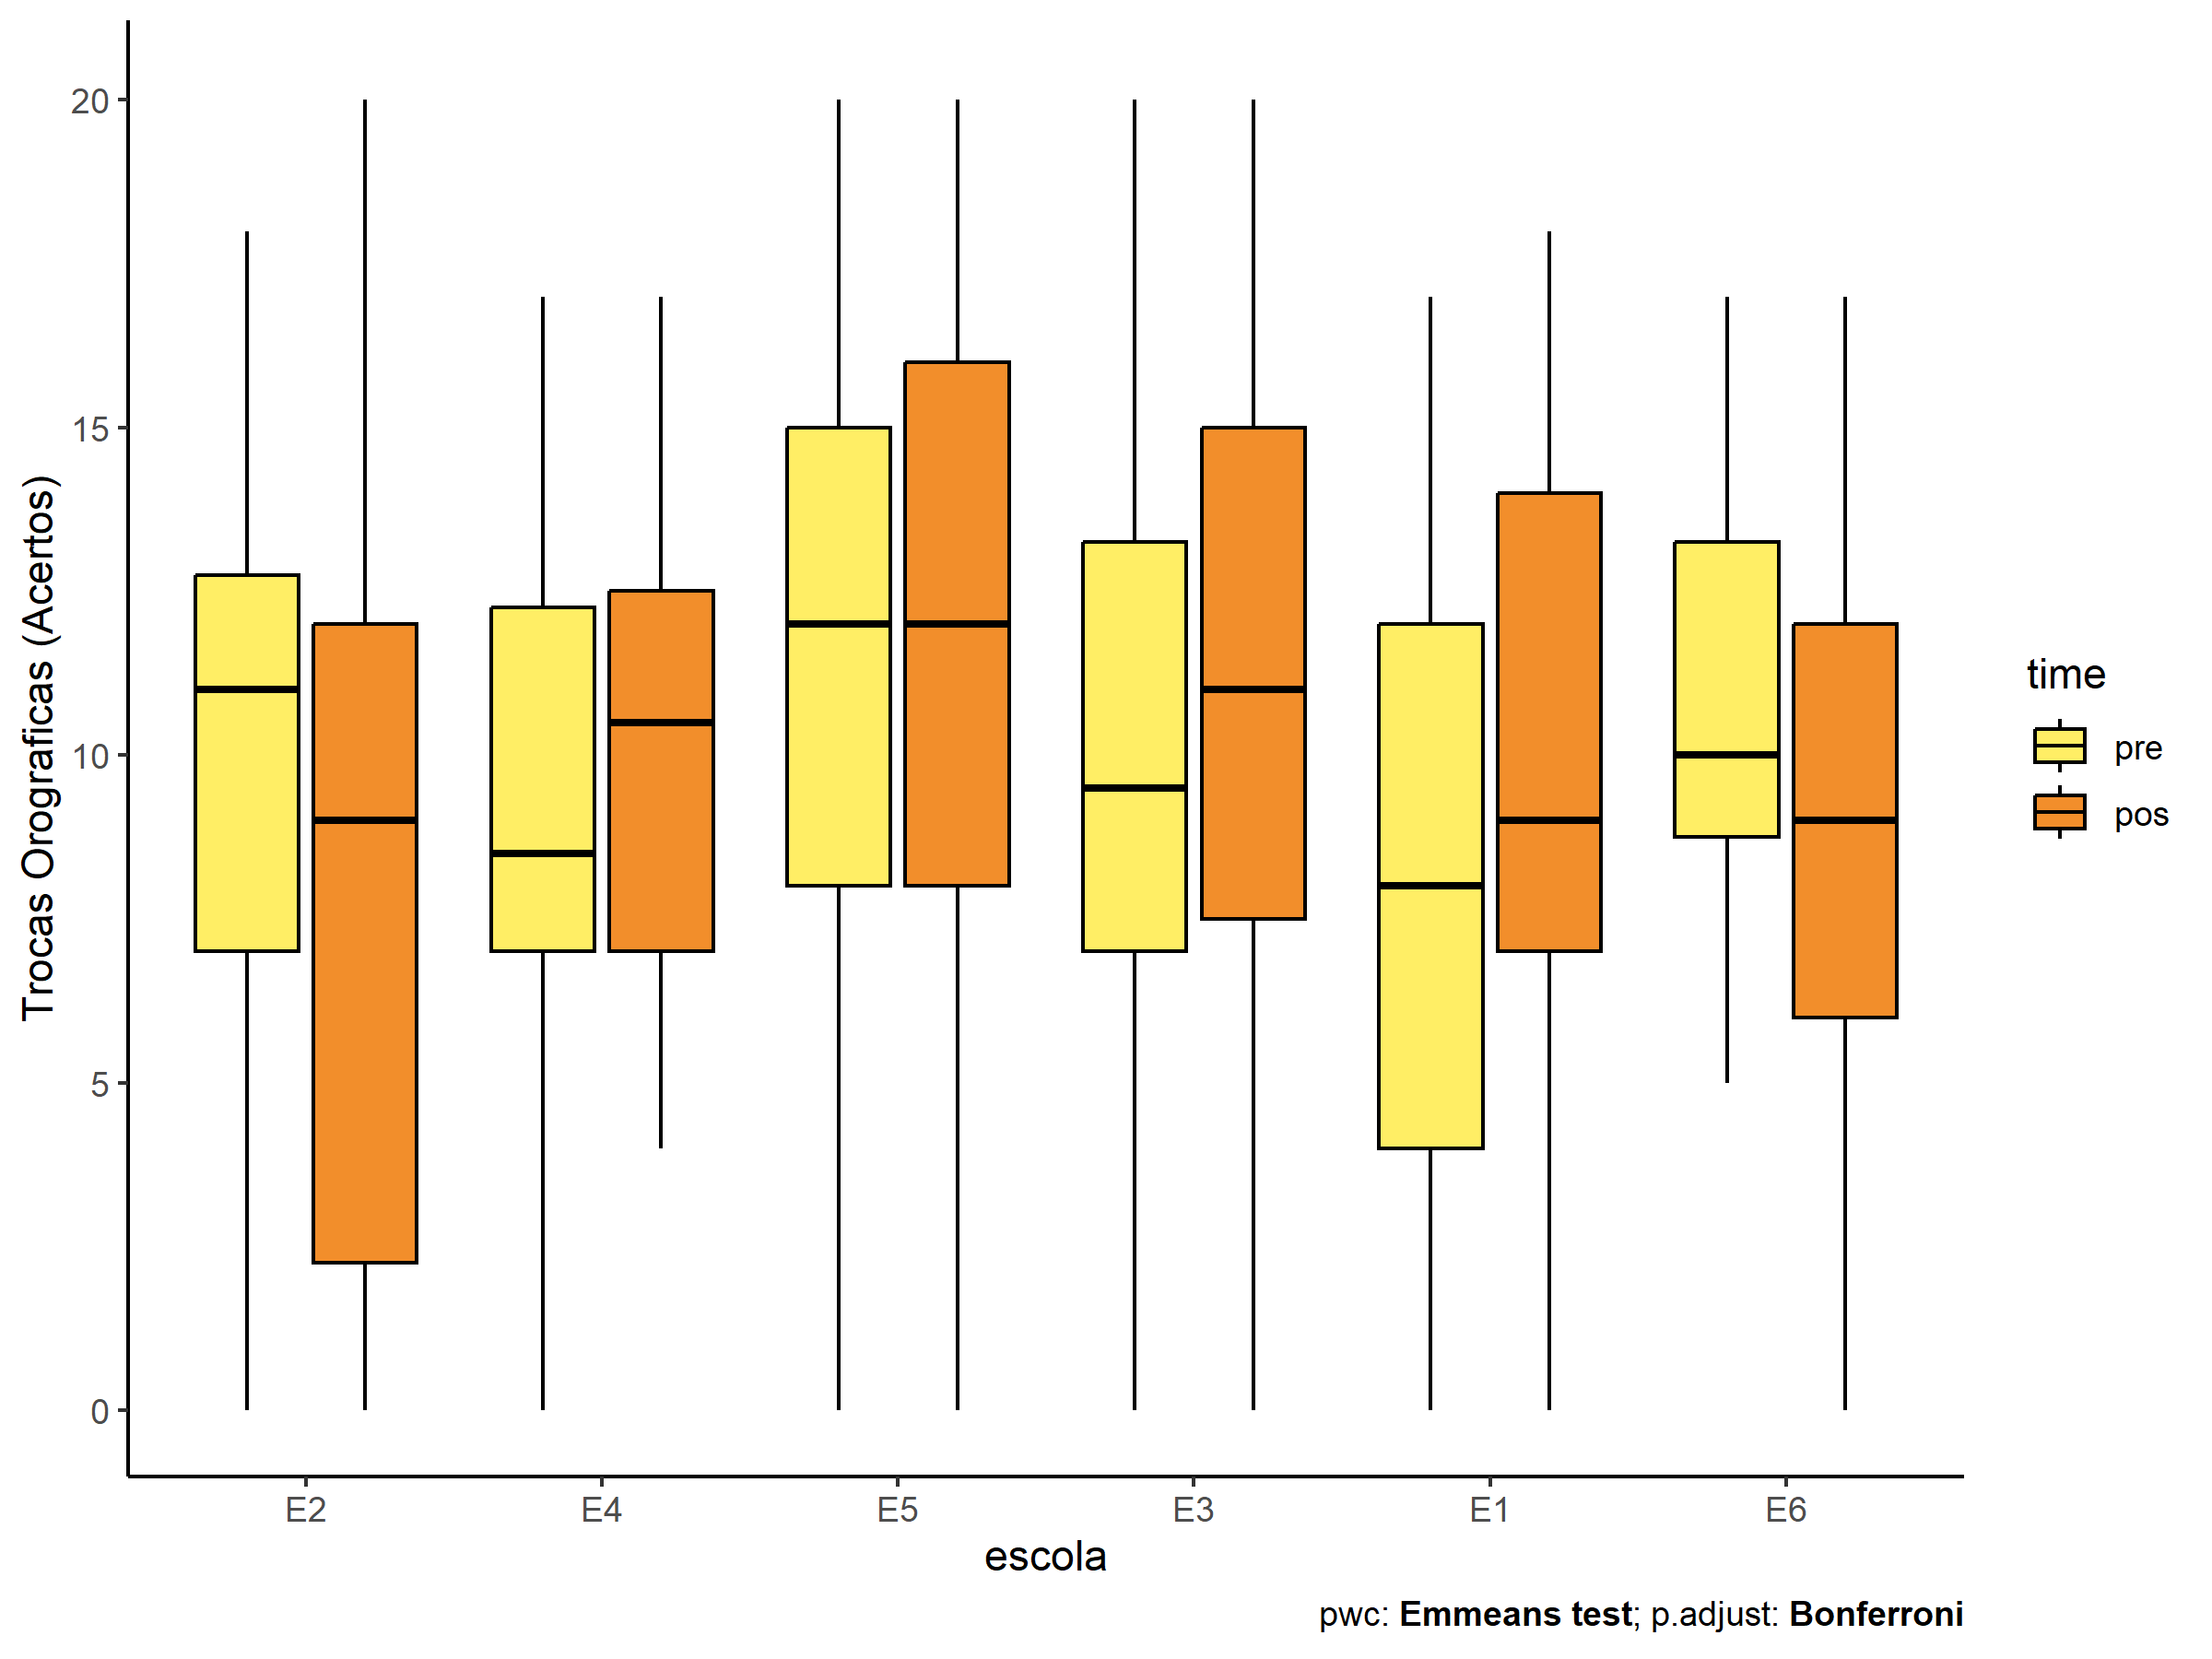 Trocas Orograficas (Acertos)
20
15
10
5
0
E2 E4 E5 E3 E1 E6
escola
time
pre
pos
pwc: Emmeans test; p.adjust: Bonferroni